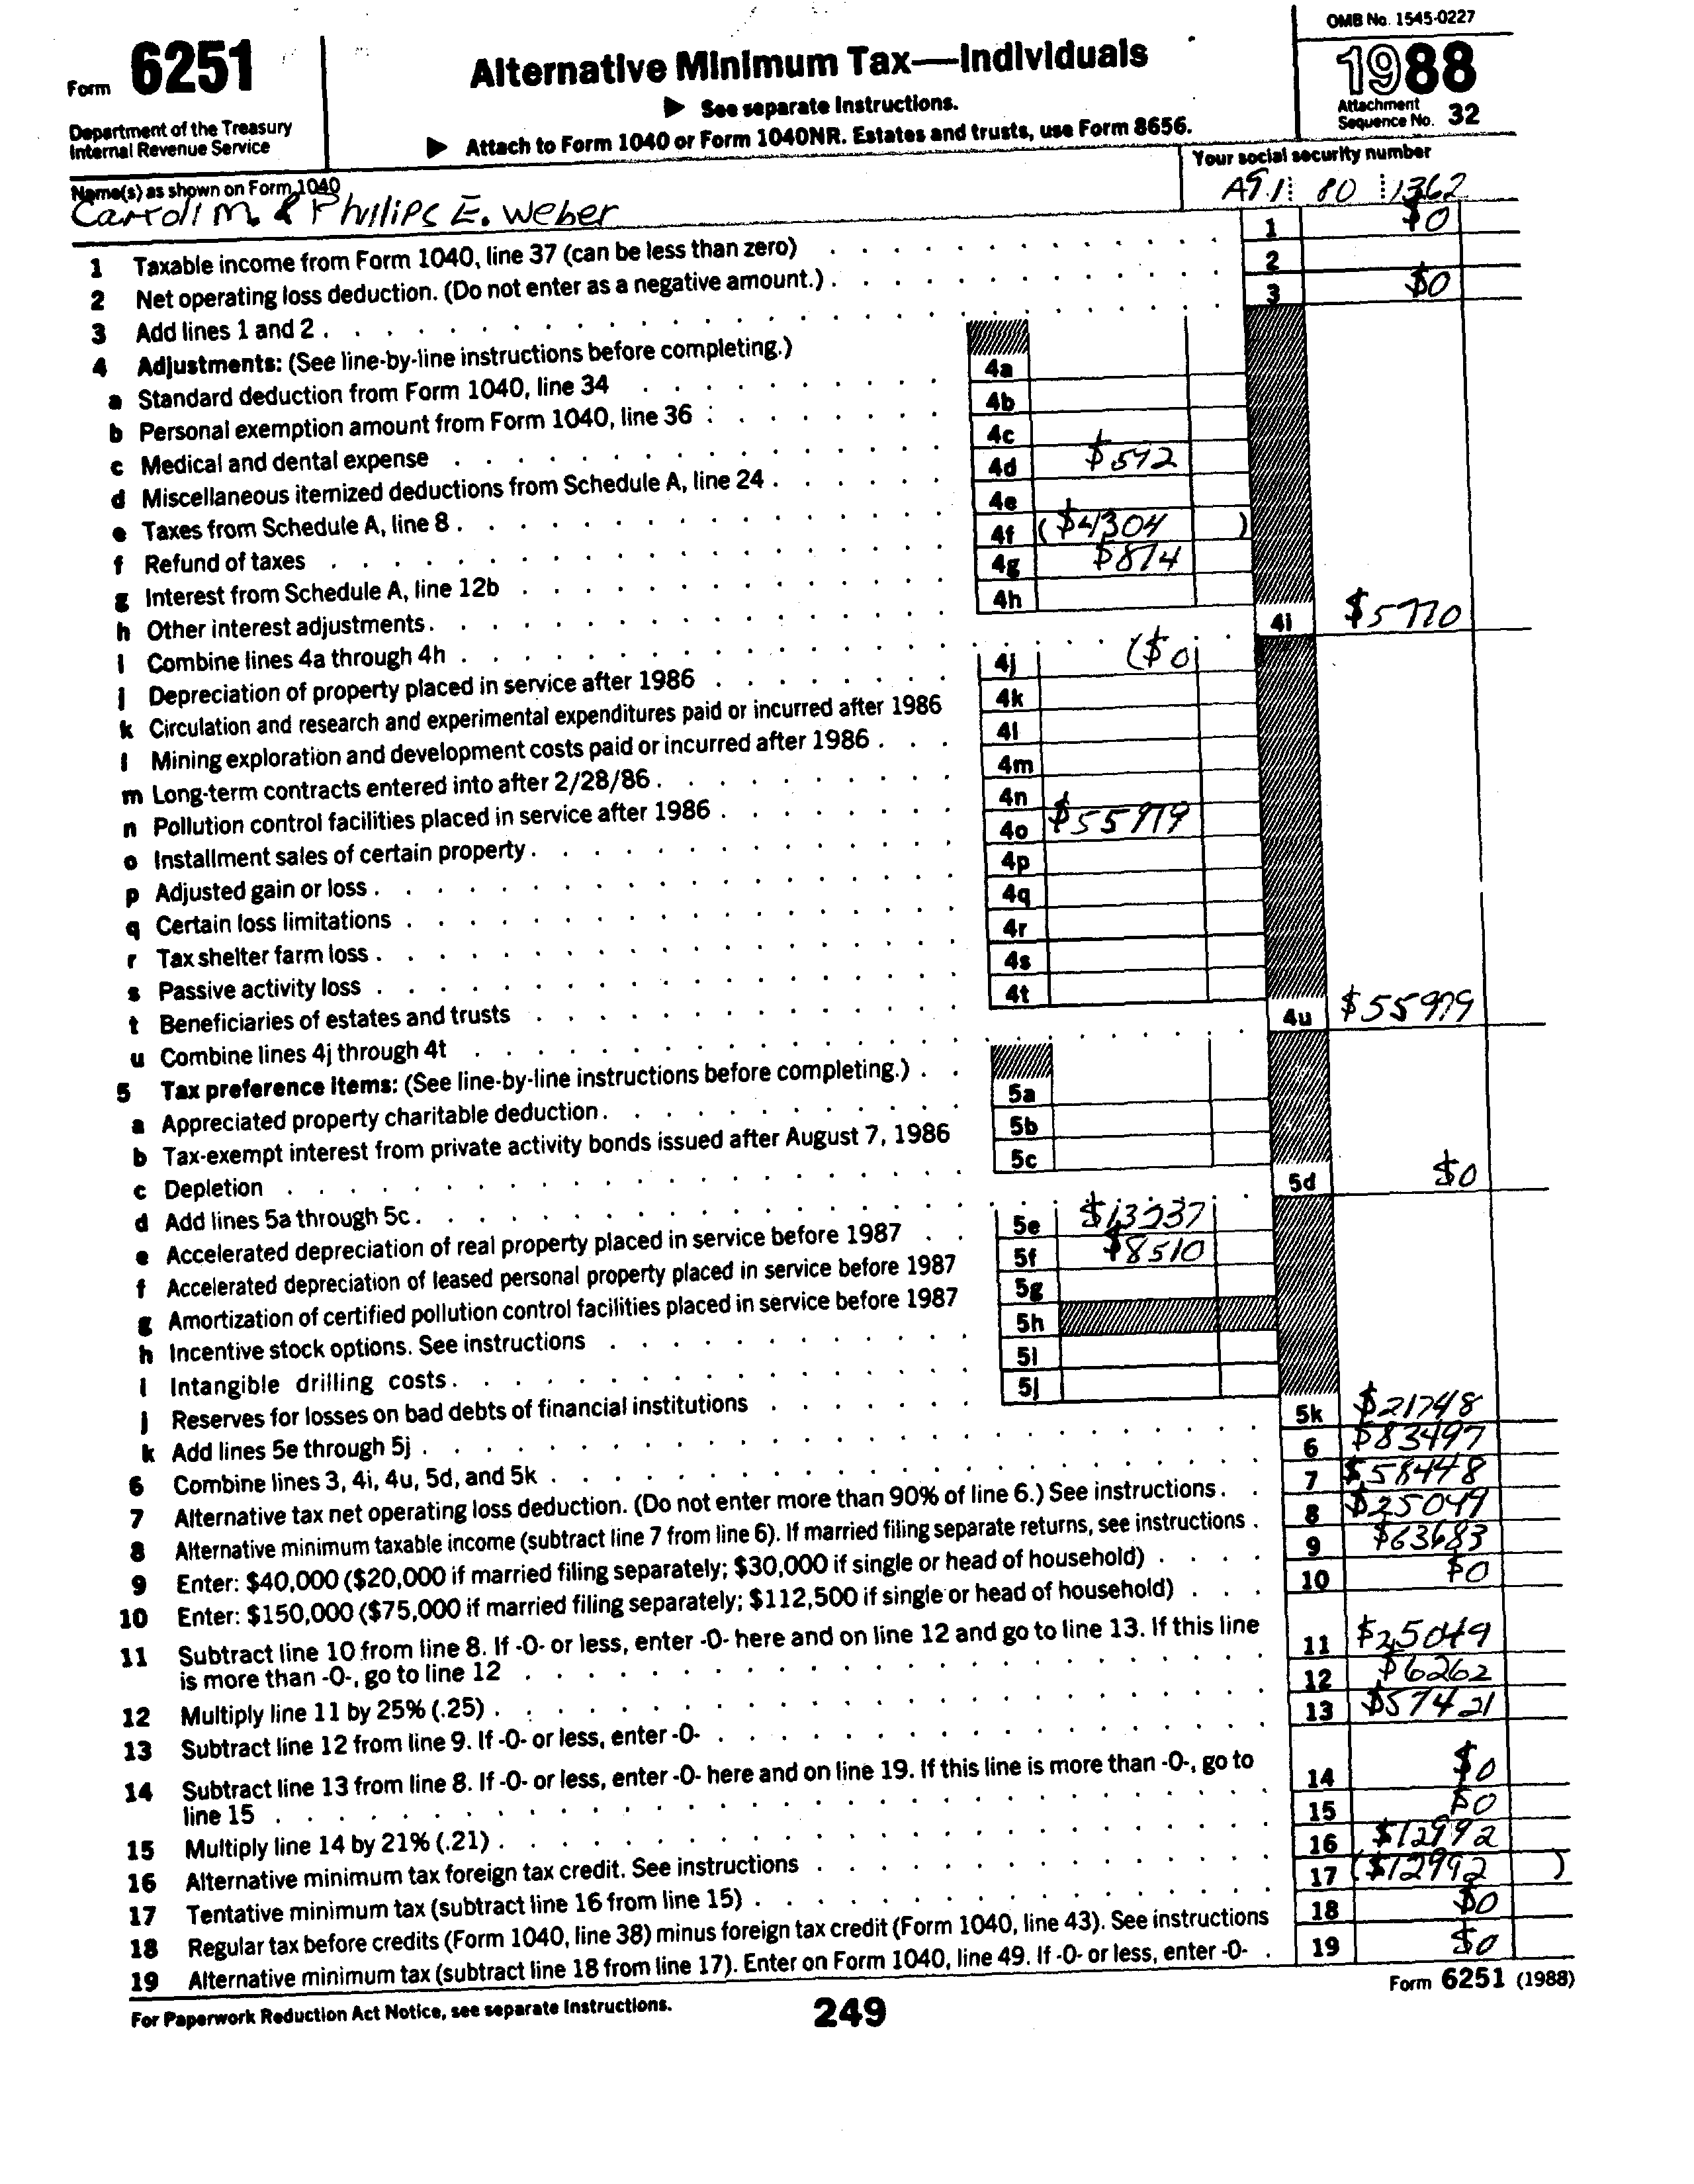 OMB No. 1545-0227
Form 6251
Alternative Minimum Tax—Individuals
1988
▶ See separate Instructions.
Department of the Treasury
Internal Revenue Service
▶ Attach to Form 1040 or Form 1040NR. Estates and trusts, use Form 8656.
Attachment
Sequence No. 32
Name(s) as shown on Form 1040
Your social security number
Carroll M. & Phillips E. Weber
80 1362
1 Taxable income from Form 1040, line 37 (can be less than zero) 1 $0
2 Net operating loss deduction. (Do not enter as a negative amount.) 2
3 Add lines 1 and 2 3 $0
4 Adjustments: (See line-by-line instructions before completing.)
a Standard deduction from Form 1040, line 34 4a
b Personal exemption amount from Form 1040, line 36 4b
c Medical and dental expense 4c
d Miscellaneous itemized deductions from Schedule A, line 24 4d
e Taxes from Schedule A, line 8 4e
f Refund of taxes 4f ( $4304 )
g Interest from Schedule A, line 12b 4g $874
h Other interest adjustments 4h
i Combine lines 4a through 4h 4i
j Depreciation of property placed in service after 1986 4j ($0
k Circulation and research and experimental expenditures paid or incurred after 1986 4k
l Mining exploration and development costs paid or incurred after 1986 4l
m Long-term contracts entered into after 2/28/86 4m
n Pollution control facilities placed in service after 1986 4n
o Installment sales of certain property 4o $55979
p Adjusted gain or loss 4p
q Certain loss limitations 4q
r Tax shelter farm loss 4r
s Passive activity loss 4s
t Beneficiaries of estates and trusts 4t
u Combine lines 4j through 4t 4u $55979
5 Tax preference items: (See line-by-line instructions before completing.)
a Appreciated property charitable deduction 5a
b Tax-exempt interest from private activity bonds issued after August 7, 1986 5b
c Depletion 5c
d Add lines 5a through 5c 5d $0
e Accelerated depreciation of real property placed in service before 1987 5e
f Accelerated depreciation of leased personal property placed in service before 1987 5f $8510
g Amortization of certified pollution control facilities placed in service before 1987 5g
h Incentive stock options. See instructions 5h
i Intangible drilling costs 5i
j Reserves for losses on bad debts of financial institutions 5j
k Add lines 5e through 5j 5k $21748
6 Combine lines 3, 4i, 4u, 5d, and 5k 6 $83497
7 Alternative tax net operating loss deduction. (Do not enter more than 90% of line 6.) See instructions 7 $58448
8 Alternative minimum taxable income (subtract line 7 from line 6). If married filing separate returns, see instructions 8 $25049
9 Enter: $40,000 ($20,000 if married filing separately; $30,000 if single or head of household) 9 $63683
10 Enter: $150,000 ($75,000 if married filing separately; $112,500 if single or head of household) 10 $0
11 Subtract line 10 from line 8. If -0- or less, enter -0- here and on line 12 and go to line 13. If this line
is more than -0-, go to line 12 11 $25049
12 Multiply line 11 by 25% (.25) 12 $6262
13 Subtract line 12 from line 9. If -0- or less, enter -0- 13 $57421
14 Subtract line 13 from line 8. If -0- or less, enter -0- here and on line 19. If this line is more than -0-, go to
line 15 14 $0
15 Multiply line 14 by 21% (.21) 15 $0
16 Alternative minimum tax foreign tax credit. See instructions 16 $12992
17 Tentative minimum tax (subtract line 16 from line 15) 17 ($12992 )
18 Regular tax before credits (Form 1040, line 38) minus foreign tax credit (Form 1040, line 43). See instructions 18 $0
19 Alternative minimum tax (subtract line 18 from line 17). Enter on Form 1040, line 49. If -0- or less, enter -0- 19 $0
For Paperwork Reduction Act Notice, see separate Instructions.
249
Form 6251 (1988)